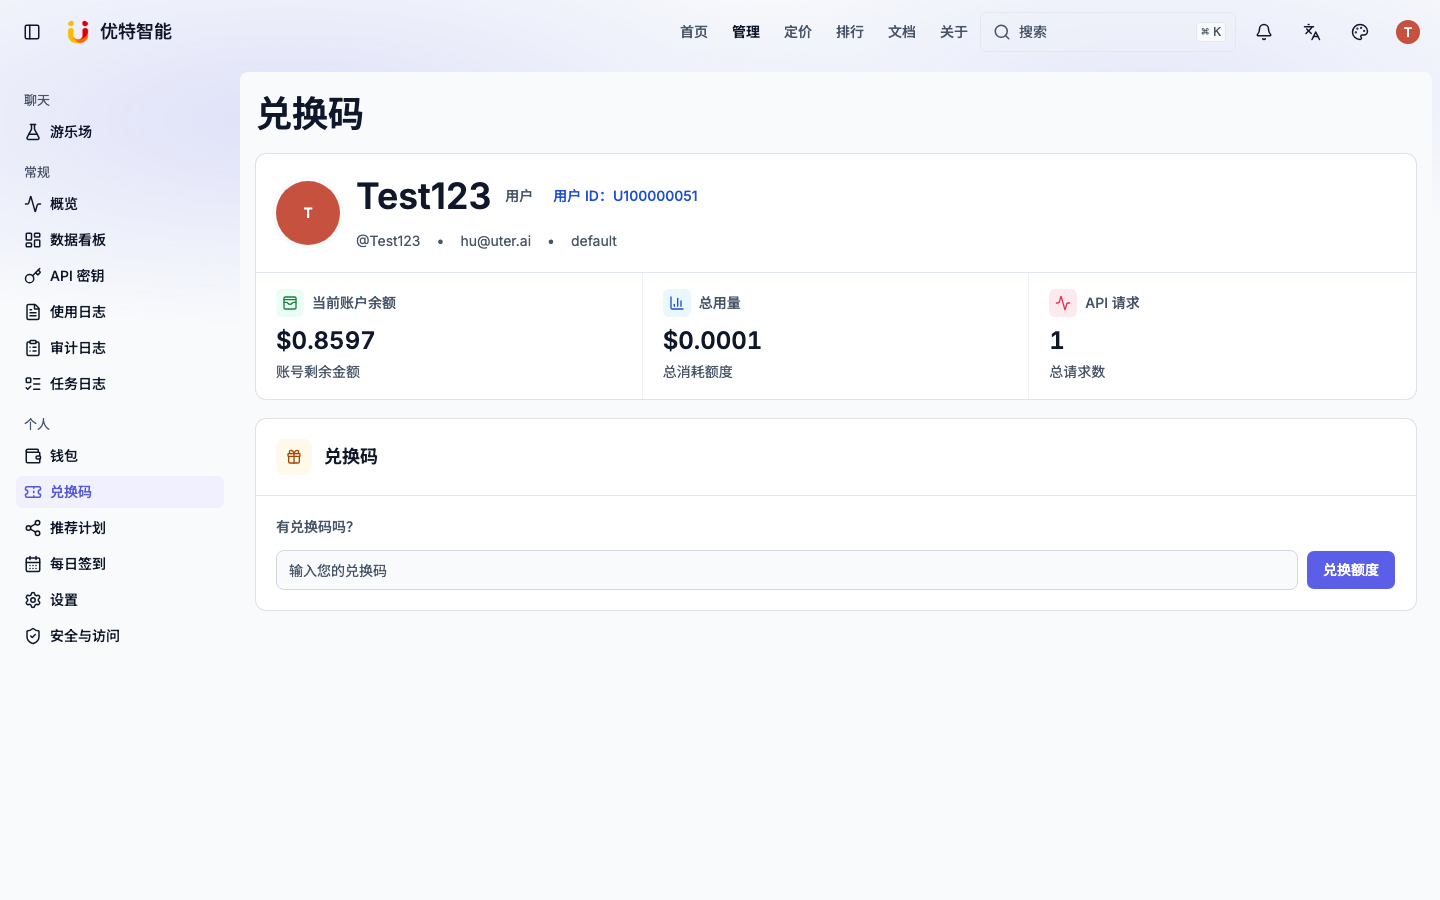 优特智能
首页 管理 定价 排行 文档 关于 搜索 ⌘ K T
聊天
游乐场
常规
概览
数据看板
API 密钥
使用日志
审计日志
任务日志
个人
钱包
兑换码
推荐计划
每日签到
设置
安全与访问
兑换码
T
Test123 用户 用户 ID: U100000051
@Test123 • hu@uter.ai • default
当前账户余额
$0.8597
账号剩余金额
总用量
$0.0001
总消耗额度
API 请求
1
总请求数
兑换码
有兑换码吗?
输入您的兑换码
兑换额度